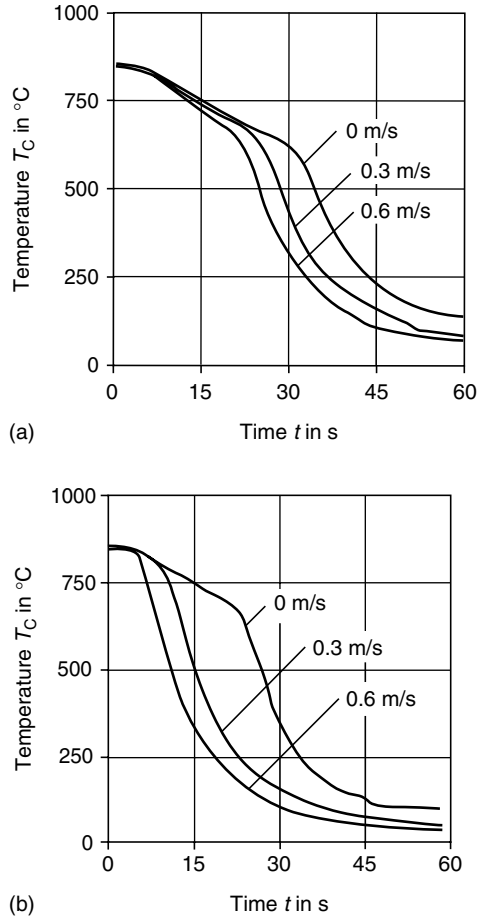 1000
750
500
250
0
Temperature T_C in °C
0 m/s
0.3 m/s
0.6 m/s
0 15 30 45 60
(a) Time t in s
1000
750
500
250
0
Temperature T_C in °C
0 m/s
0.3 m/s
0.6 m/s
0 15 30 45 60
(b) Time t in s